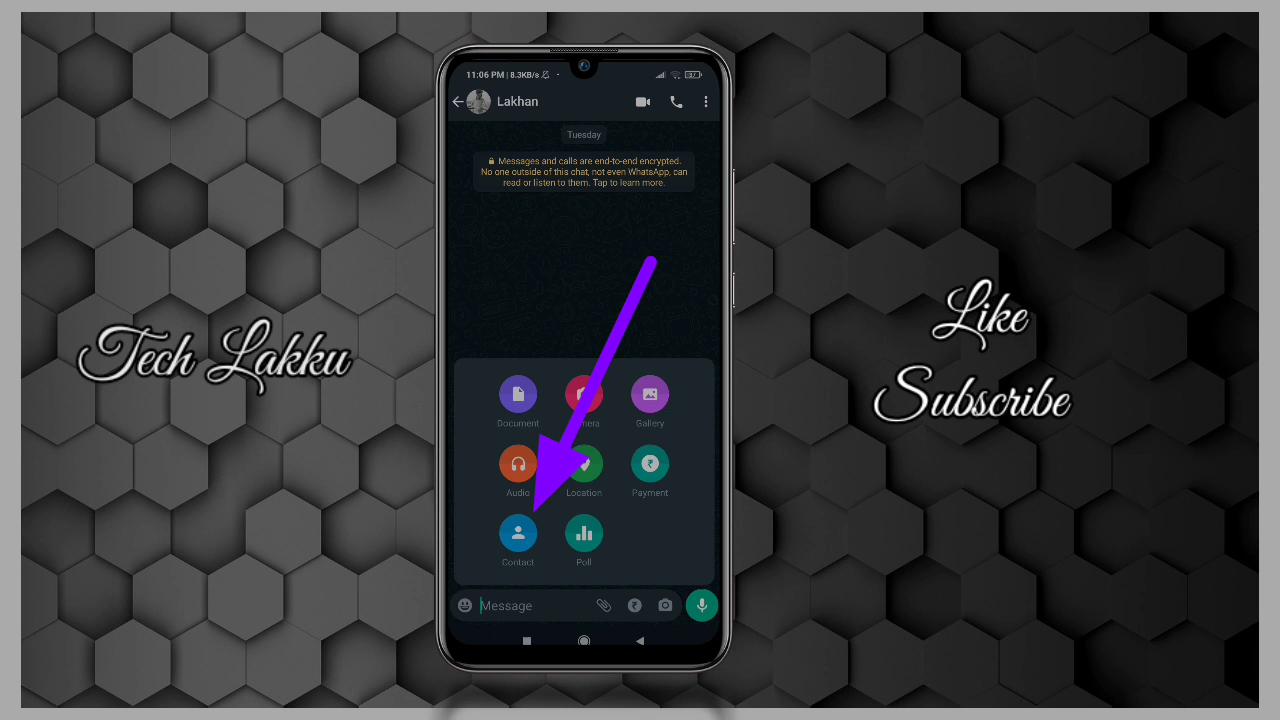 11:06 PM | 8.3KB/s
Lakhan
Tuesday
Messages and calls are end-to-end encrypted.
No one outside of this chat, not even WhatsApp, can
read or listen to them. Tap to learn more.
Tech Lakku
Like
Subscribe
Document
Gallery
Audio
Location
Payment
Contact
Poll
Message